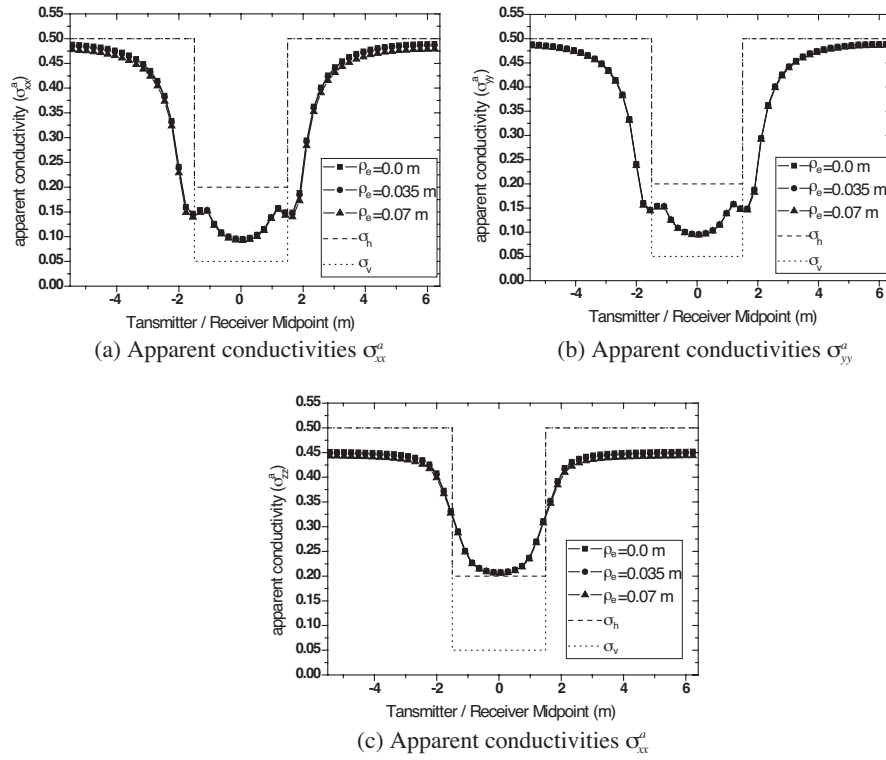 0.55
0.50
0.45
0.40
0.35
0.30
0.25
0.20
0.15
0.10
0.05
0.00
apparent conductivity (σᵃxx)
ρe=0.0 m
ρe=0.035 m
ρe=0.07 m
σh
σv
-4 -2 0 2 4 6
Tansmitter / Receiver Midpoint (m)
(a) Apparent conductivities σᵃxx
0.55
0.50
0.45
0.40
0.35
0.30
0.25
0.20
0.15
0.10
0.05
0.00
apparent conductivity (σᵃyy)
ρe=0.0 m
ρe=0.035 m
ρe=0.07 m
σh
σv
-4 -2 0 2 4 6
Tansmitter / Receiver Midpoint (m)
(b) Apparent conductivities σᵃyy
0.55
0.50
0.45
0.40
0.35
0.30
0.25
0.20
0.15
0.10
0.05
0.00
apparent conductivity (σᵃzz)
ρe=0.0 m
ρe=0.035 m
ρe=0.07 m
σh
σv
-4 -2 0 2 4 6
Tansmitter / Receiver Midpoint (m)
(c) Apparent conductivities σᵃxx